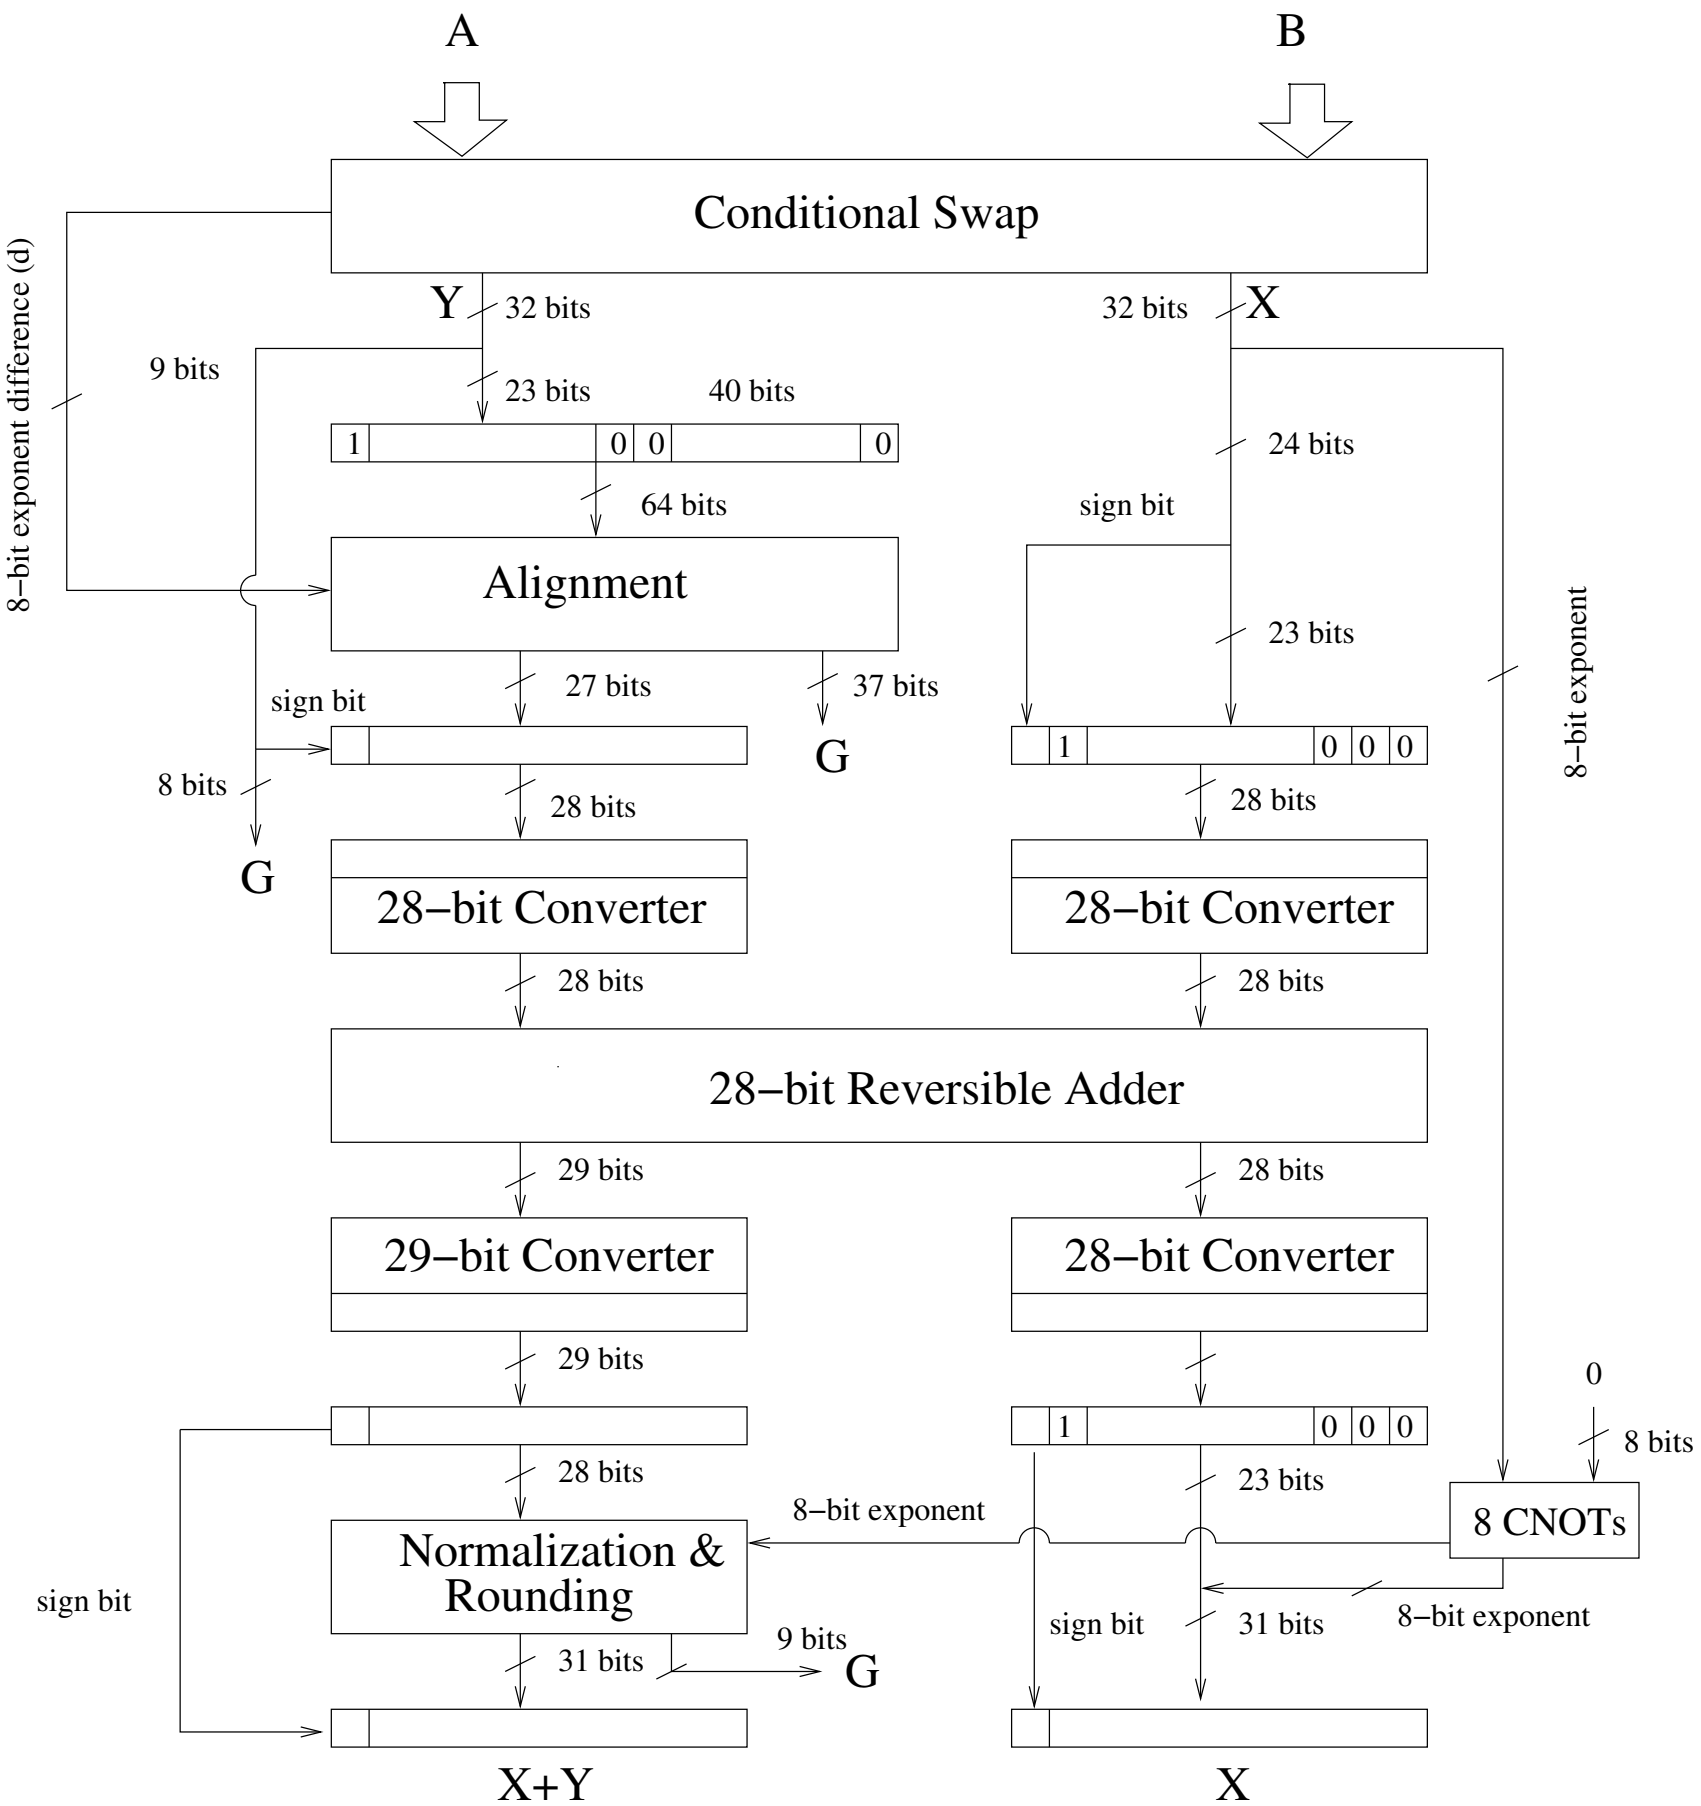 A
B
Conditional Swap
8−bit exponent difference (d)
Y
32 bits
32 bits
X
9 bits
23 bits
40 bits
1
0
0
0
24 bits
64 bits
sign bit
Alignment
23 bits
8−bit exponent
27 bits
37 bits
sign bit
G
1
0
0
0
8 bits
28 bits
28 bits
G
28−bit Converter
28−bit Converter
28 bits
28 bits
28−bit Reversible Adder
29 bits
28 bits
29−bit Converter
28−bit Converter
29 bits
0
1
0
0
0
8 bits
28 bits
23 bits
8−bit exponent
8 CNOTs
Normalization &
Rounding
sign bit
sign bit
31 bits
8−bit exponent
9 bits
31 bits
G
X+Y
X